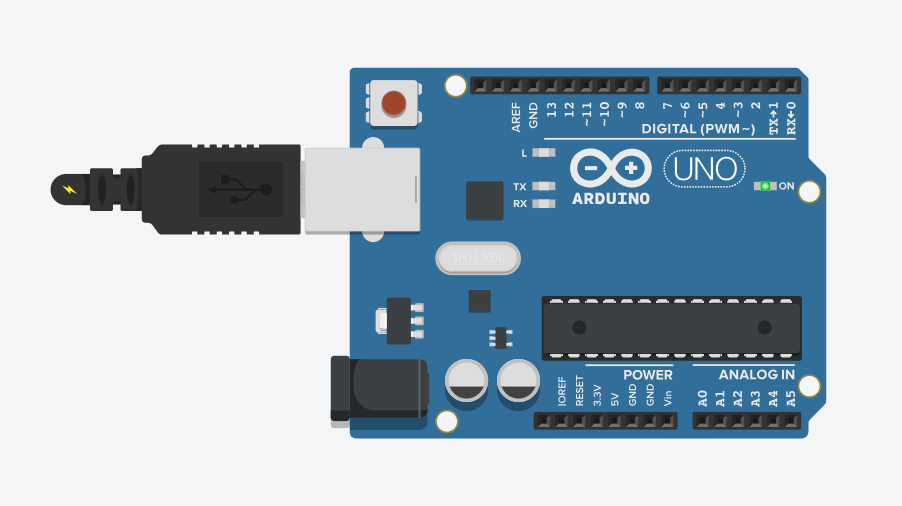 AREF
GND
13
12
~11
~10
~9
8
7
~6
~5
4
~3
2
TX→1
RX←0
DIGITAL (PWM~)
L
TX
RX
ARDUINO
UNO
ON
SPK16.000G
POWER
ANALOG IN
IOREF
RESET
3.3V
5V
GND
GND
Vin
A0
A1
A2
A3
A4
A5